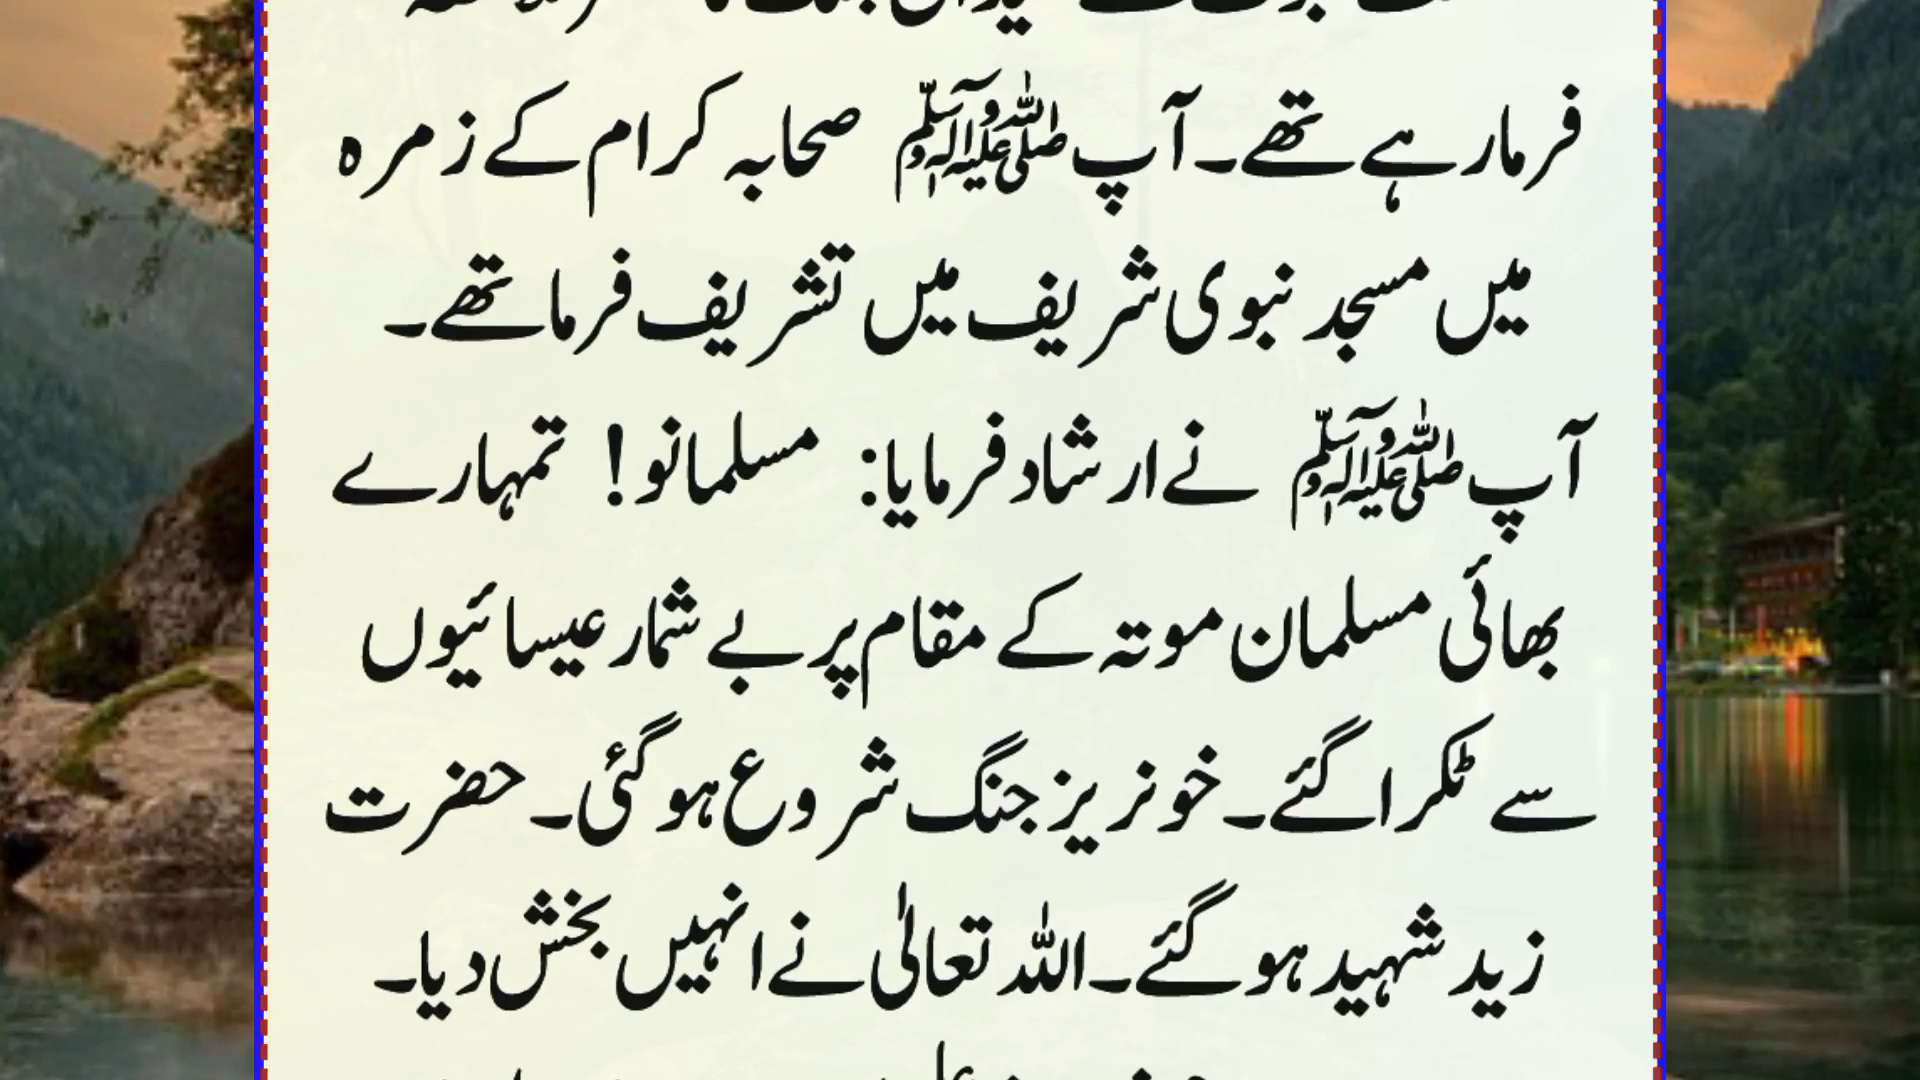 فرمارہے تھے۔ آپ ﷺ صحابہ کرام کے زمرہ
میں مسجد نبوی شریف میں تشریف فرما تھے۔
آپ ﷺ نے ارشاد فرمایا: مسلمانو! تمہارے
بھائی مسلمان موتہ کے مقام پر بے شمار عیسائیوں
سے ٹکرا گئے۔ خونریز جنگ شروع ہو گئی۔ حضرت
زید شہید ہو گئے۔ اللہ تعالیٰ نے انہیں بخش دیا۔